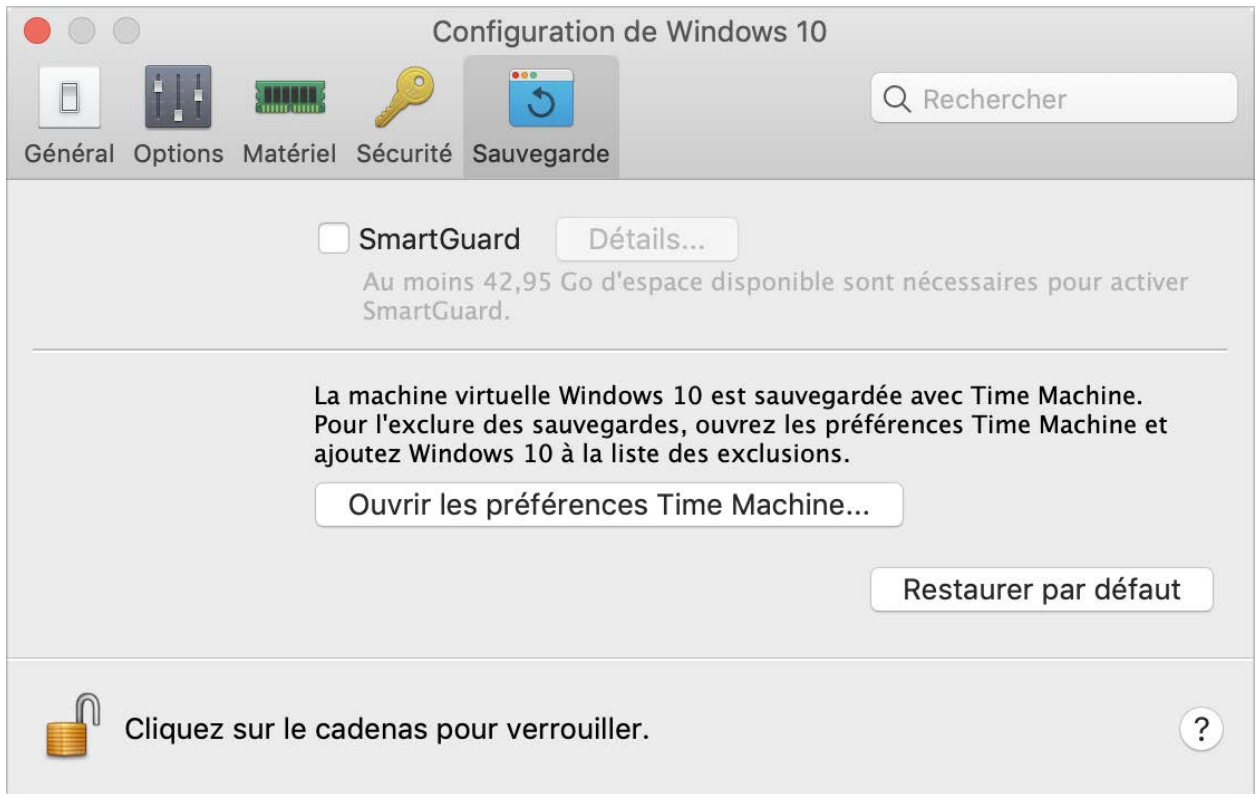 Configuration de Windows 10
Général
Options
Matériel
Sécurité
Sauvegarde
Rechercher
SmartGuard
Détails...
Au moins 42,95 Go d'espace disponible sont nécessaires pour activer
SmartGuard.
La machine virtuelle Windows 10 est sauvegardée avec Time Machine.
Pour l'exclure des sauvegardes, ouvrez les préférences Time Machine et
ajoutez Windows 10 à la liste des exclusions.
Ouvrir les préférences Time Machine...
Restaurer par défaut
Cliquez sur le cadenas pour verrouiller.
?